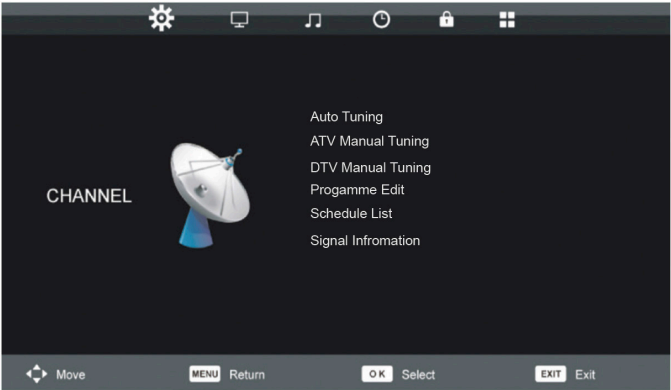 Auto Tuning
ATV Manual Tuning
DTV Manual Tuning
Progamme Edit
CHANNEL
Schedule List
Signal Infromation
Move MENU Return OK Select EXIT Exit